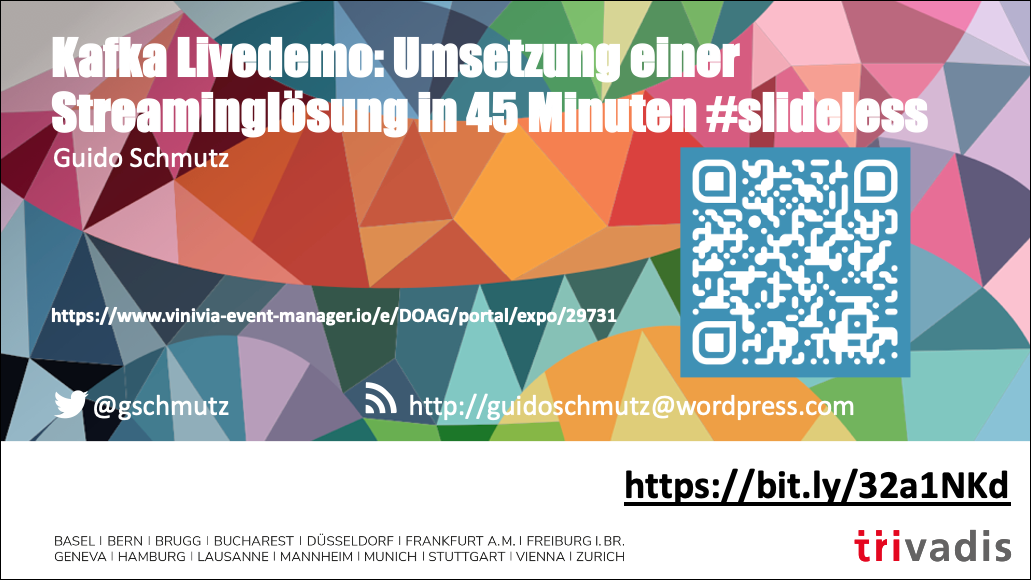 Kafka Livedemo: Umsetzung einer
Streaminglösung in 45 Minuten #slideless
Guido Schmutz
https://www.vinivia-event-manager.io/e/DOAG/portal/expo/29731
@gschmutz
http://guidoschmutz@wordpress.com
https://bit.ly/32a1NKd
BASEL | BERN | BRUGG | BUCHAREST | DÜSSELDORF | FRANKFURT A.M. | FREIBURG I.BR.
GENEVA | HAMBURG | LAUSANNE | MANNHEIM | MUNICH | STUTTGART | VIENNA | ZURICH
trivadis